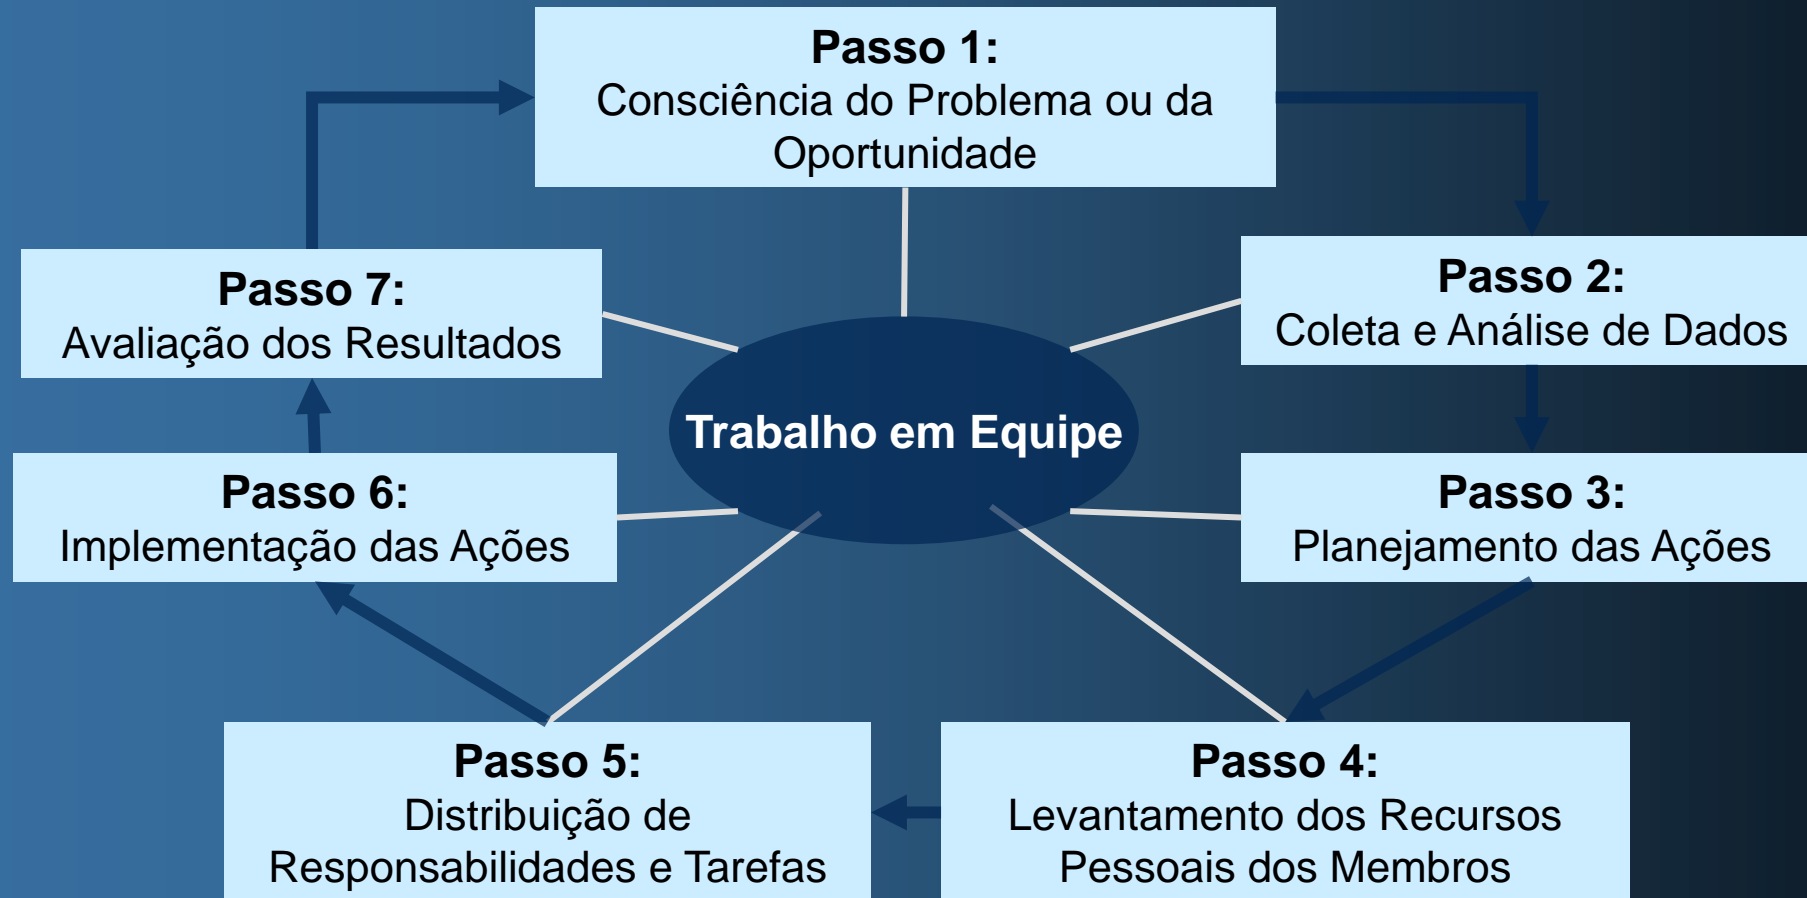 Passo 1:
Consciência do Problema ou da
Oportunidade
Passo 2:
Coleta e Análise de Dados
Passo 3:
Planejamento das Ações
Passo 4:
Levantamento dos Recursos
Pessoais dos Membros
Passo 5:
Distribuição de
Responsabilidades e Tarefas
Passo 6:
Implementação das Ações
Passo 7:
Avaliação dos Resultados
Trabalho em Equipe